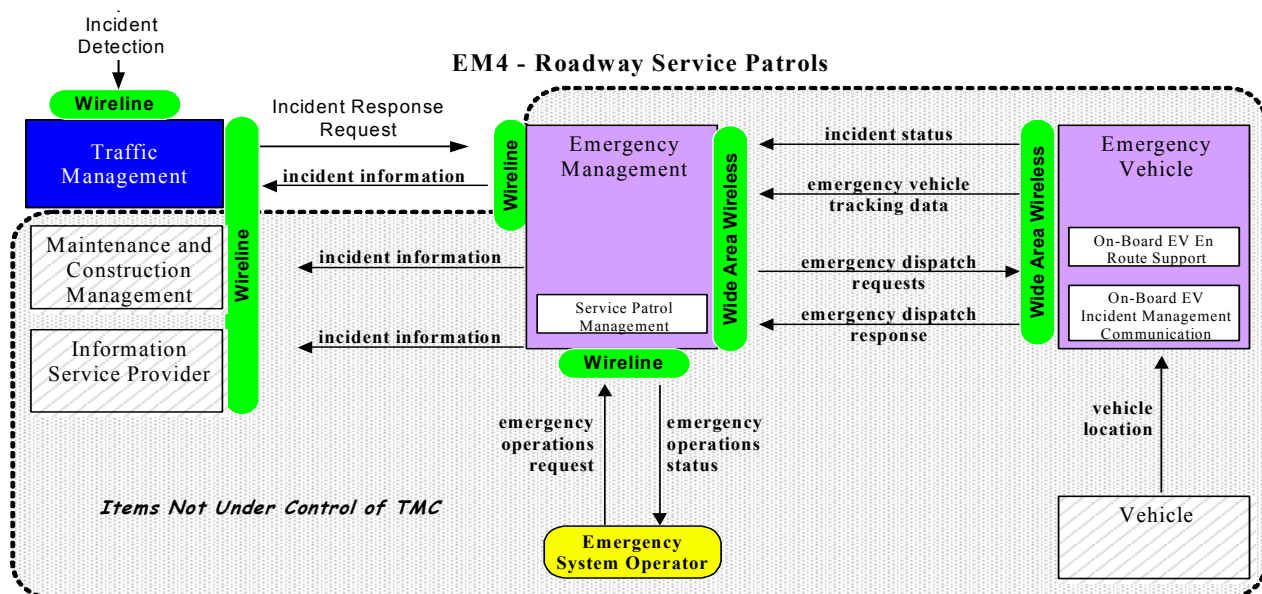 Incident
Detection
EM4 - Roadway Service Patrols
Wireline
Traffic
Management
Incident Response
Request
incident information
Wireline
Wireline
Emergency
Management
Service Patrol
Management
Wide Area Wireless
incident status
emergency vehicle
tracking data
emergency dispatch
requests
emergency dispatch
response
Wide Area Wireless
Emergency
Vehicle
On-Board EV En
Route Support
On-Board EV
Incident Management
Communication
Maintenance and
Construction
Management
incident information
Information
Service Provider
incident information
Wireline
emergency
operations
request
emergency
operations
status
vehicle
location
Items Not Under Control of TMC
Emergency
System Operator
Vehicle